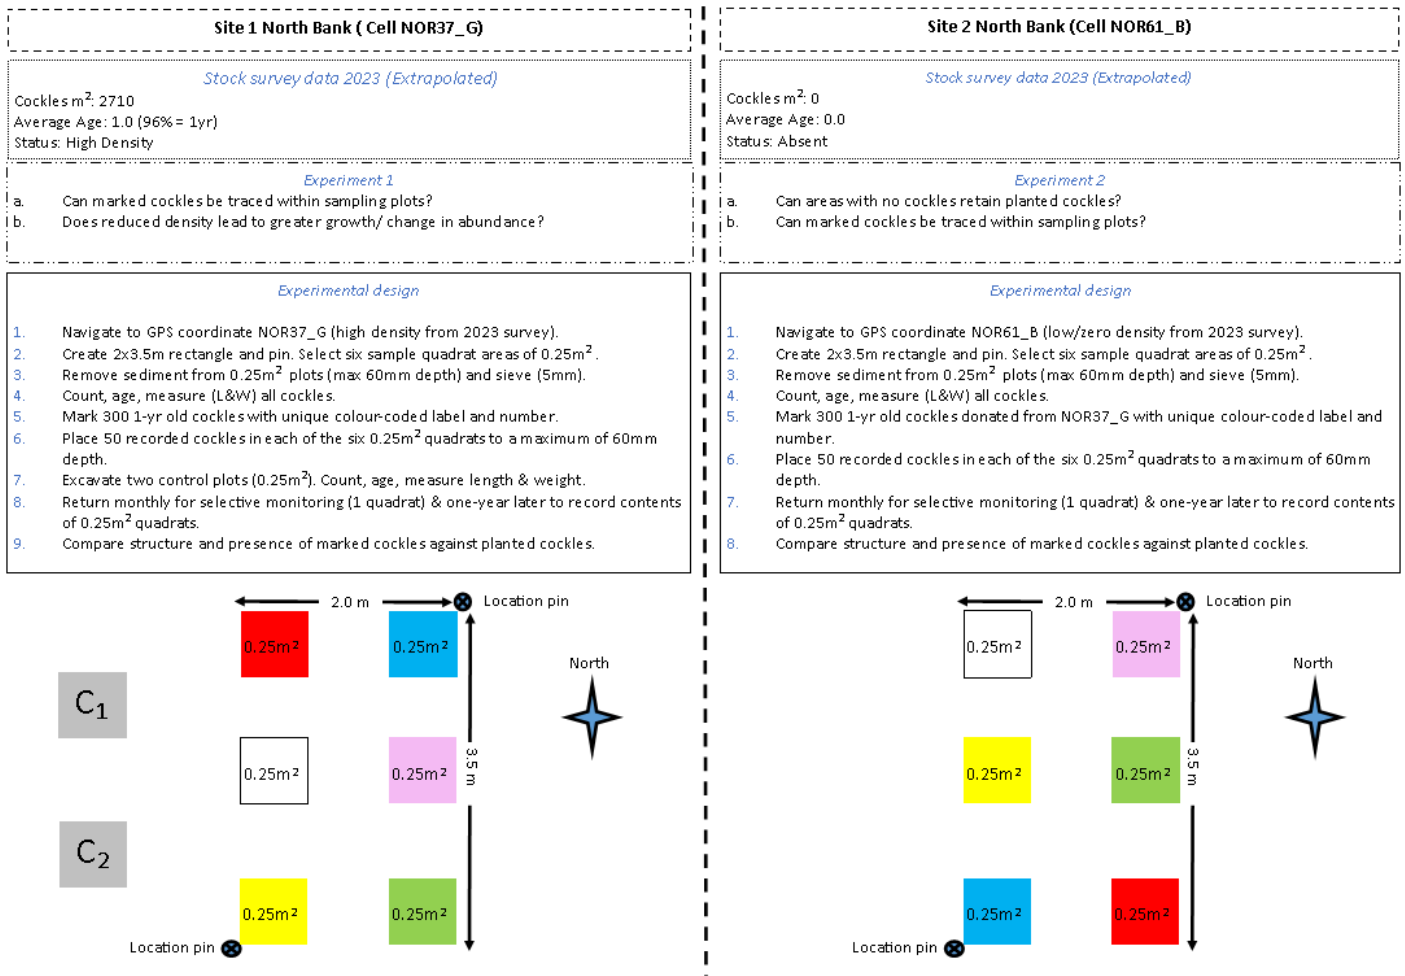 Site 1 North Bank ( Cell NOR37_G)
Stock survey data 2023 (Extrapolated)
Cockles m²: 2710
Average Age: 1.0 (96% = 1yr)
Status: High Density
Experiment 1
a. Can marked cockles be traced within sampling plots?
b. Does reduced density lead to greater growth/ change in abundance?
Experimental design
1. Navigate to GPS coordinate NOR37_G (high density from 2023 survey).
2. Create 2x3.5m rectangle and pin. Select six sample quadrat areas of 0.25m².
3. Remove sediment from 0.25m² plots (max 60mm depth) and sieve (5mm).
4. Count, age, measure (L&W) all cockles.
5. Mark 300 1-yr old cockles with unique colour-coded label and number.
6. Place 50 recorded cockles in each of the six 0.25m² quadrats to a maximum of 60mm
depth.
7. Excavate two control plots (0.25m²). Count, age, measure length & weight.
8. Return monthly for selective monitoring (1 quadrat) & one-year later to record contents
of 0.25m² quadrats.
9. Compare structure and presence of marked cockles against planted cockles.
2.0 m
Location pin
0.25m²
0.25m²
North
C₁
0.25m²
0.25m²
3.5 m
C₂
0.25m²
0.25m²
Location pin
Site 2 North Bank (Cell NOR61_B)
Stock survey data 2023 (Extrapolated)
Cockles m²: 0
Average Age: 0.0
Status: Absent
Experiment 2
a. Can areas with no cockles retain planted cockles?
b. Can marked cockles be traced within sampling plots?
Experimental design
1. Navigate to GPS coordinate NOR61_B (low/zero density from 2023 survey).
2. Create 2x3.5m rectangle and pin. Select six sample quadrat areas of 0.25m².
3. Remove sediment from 0.25m² plots (max 60mm depth) and sieve (5mm).
4. Count, age, measure (L&W) all cockles.
5. Mark 300 1-yr old cockles donated from NOR37_G with unique colour-coded label and
number.
6. Place 50 recorded cockles in each of the six 0.25m² quadrats to a maximum of 60mm
depth.
7. Return monthly for selective monitoring (1 quadrat) & one-year later to record contents
of 0.25m² quadrats.
8. Compare structure and presence of marked cockles against planted cockles.
2.0 m
Location pin
0.25m²
0.25m²
North
0.25m²
0.25m²
3.5 m
0.25m²
0.25m²
Location pin